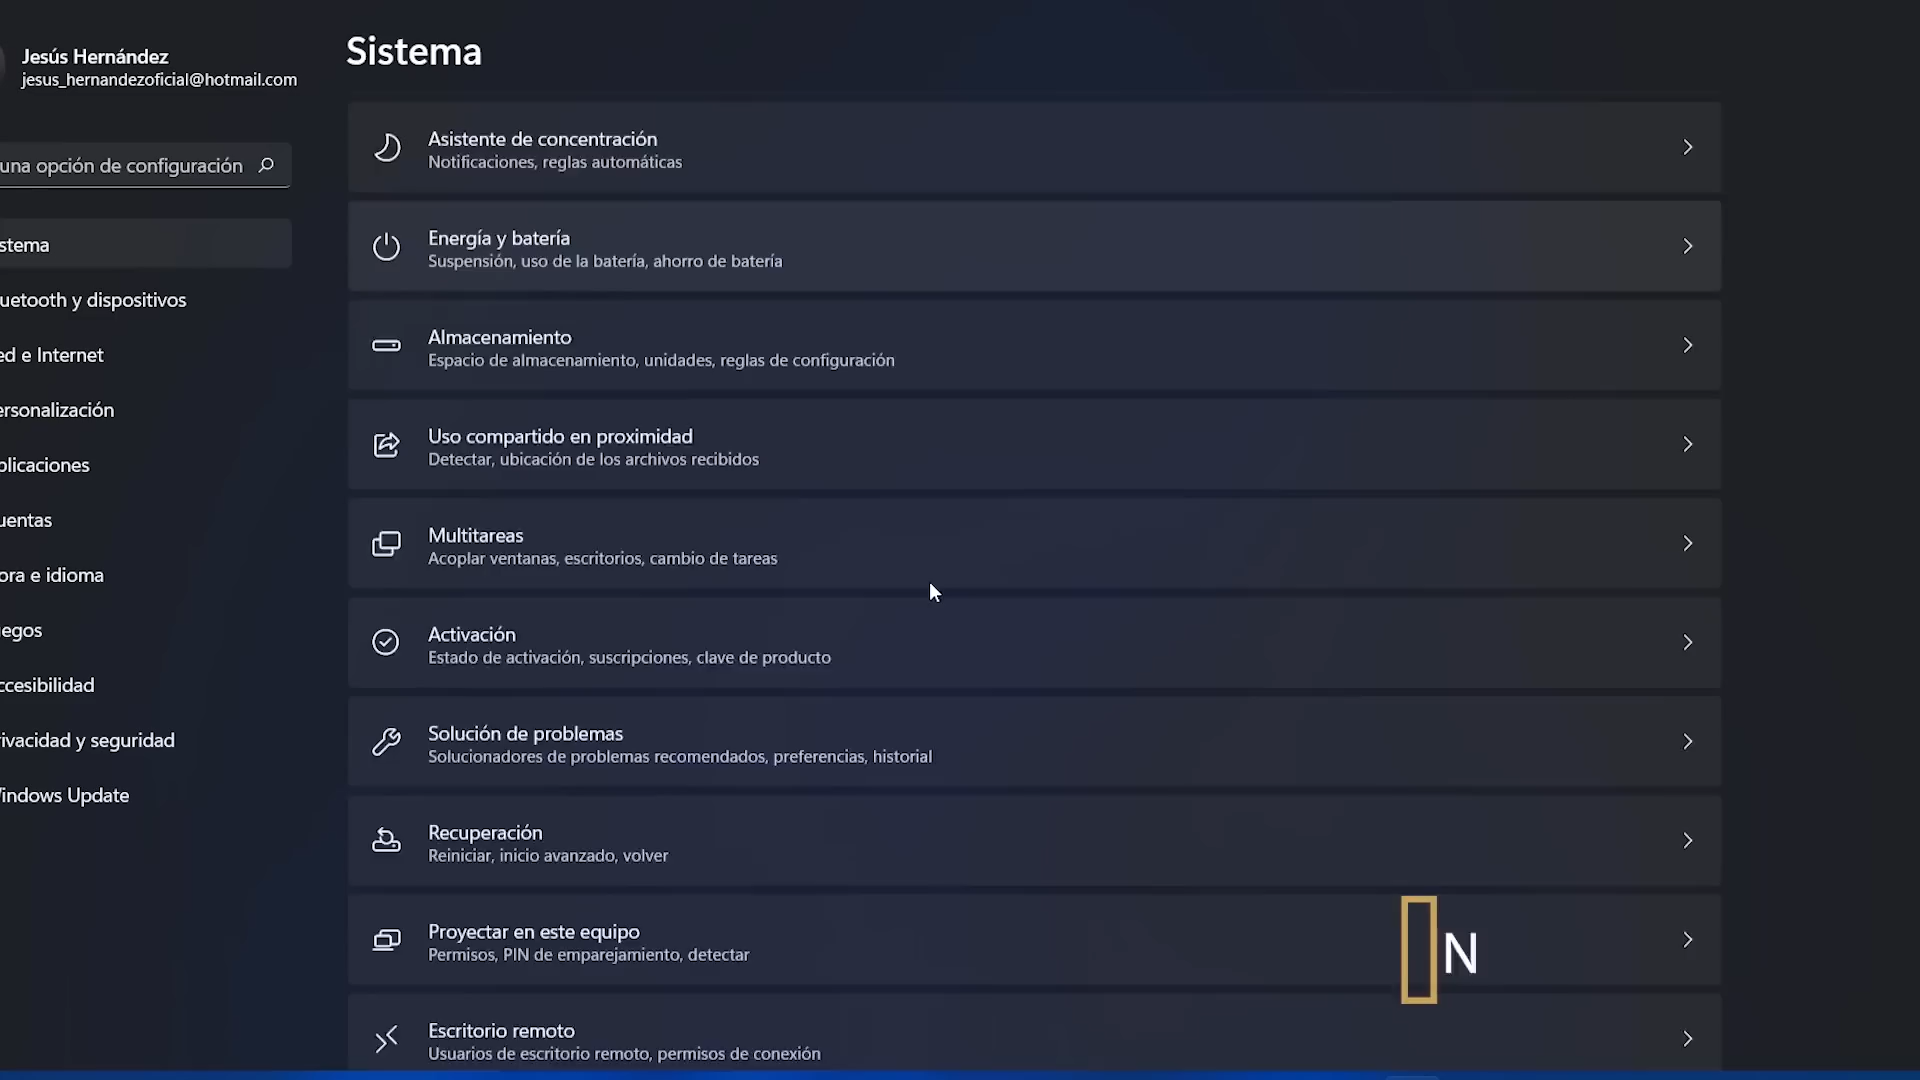 Jesús Hernández
jesus_hernandezoficial@hotmail.com
una opción de configuración
stema
uetooth y dispositivos
ed e Internet
ersonalización
plicaciones
uentas
ora e idioma
egos
ccesibilidad
ivacidad y seguridad
indows Update
Sistema
Asistente de concentración
Notificaciones, reglas automáticas
Energía y batería
Suspensión, uso de la batería, ahorro de batería
Almacenamiento
Espacio de almacenamiento, unidades, reglas de configuración
Uso compartido en proximidad
Detectar, ubicación de los archivos recibidos
Multitareas
Acoplar ventanas, escritorios, cambio de tareas
Activación
Estado de activación, suscripciones, clave de producto
Solución de problemas
Solucionadores de problemas recomendados, preferencias, historial
Recuperación
Reiniciar, inicio avanzado, volver
Proyectar en este equipo
Permisos, PIN de emparejamiento, detectar
Escritorio remoto
Usuarios de escritorio remoto, permisos de conexión
N